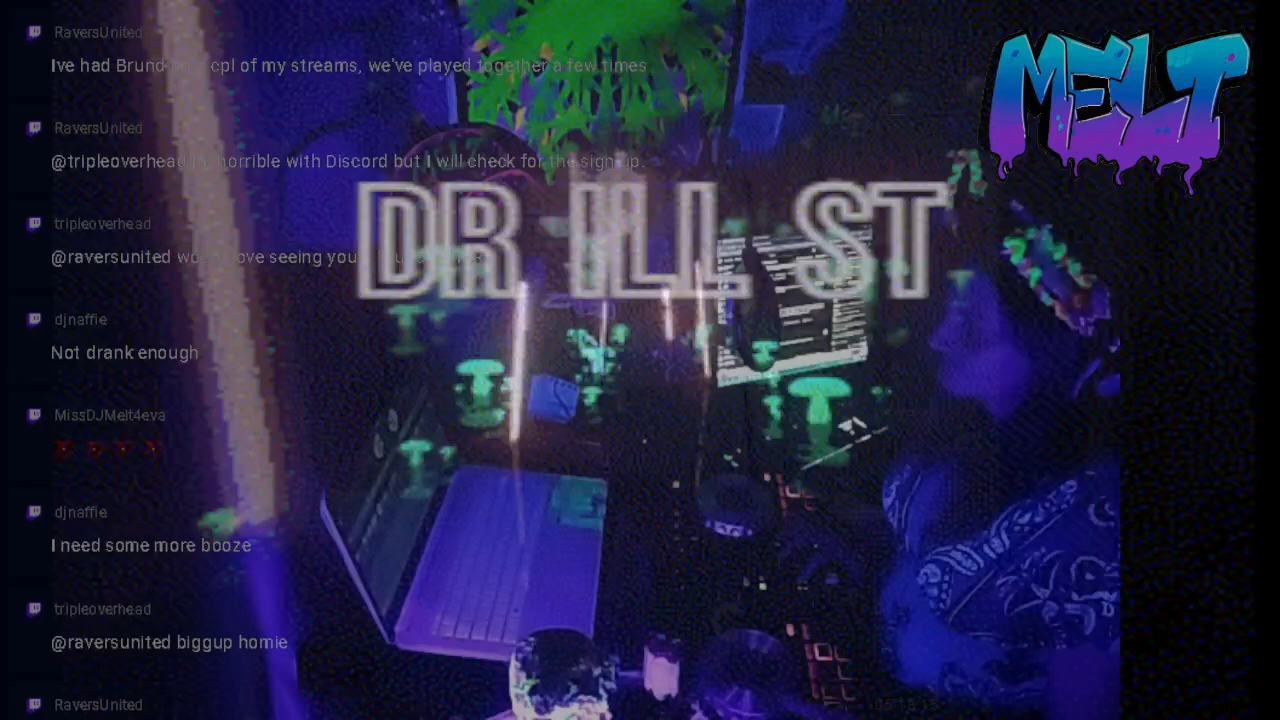 RaversUnited
Ive had Brund cpl of my streams, we've played together a few times
RaversUnited
@tripleoverhead horrible with Discord but I will check for the sign up.
tripleoverhead
@raversunited love seeing you
djnaffie
Not drank enough
MissDJMelt4eva
djnaffie
I need some more booze
tripleoverhead
@raversunited biggup homie
RaversUnited
MELT
DR ILL ST